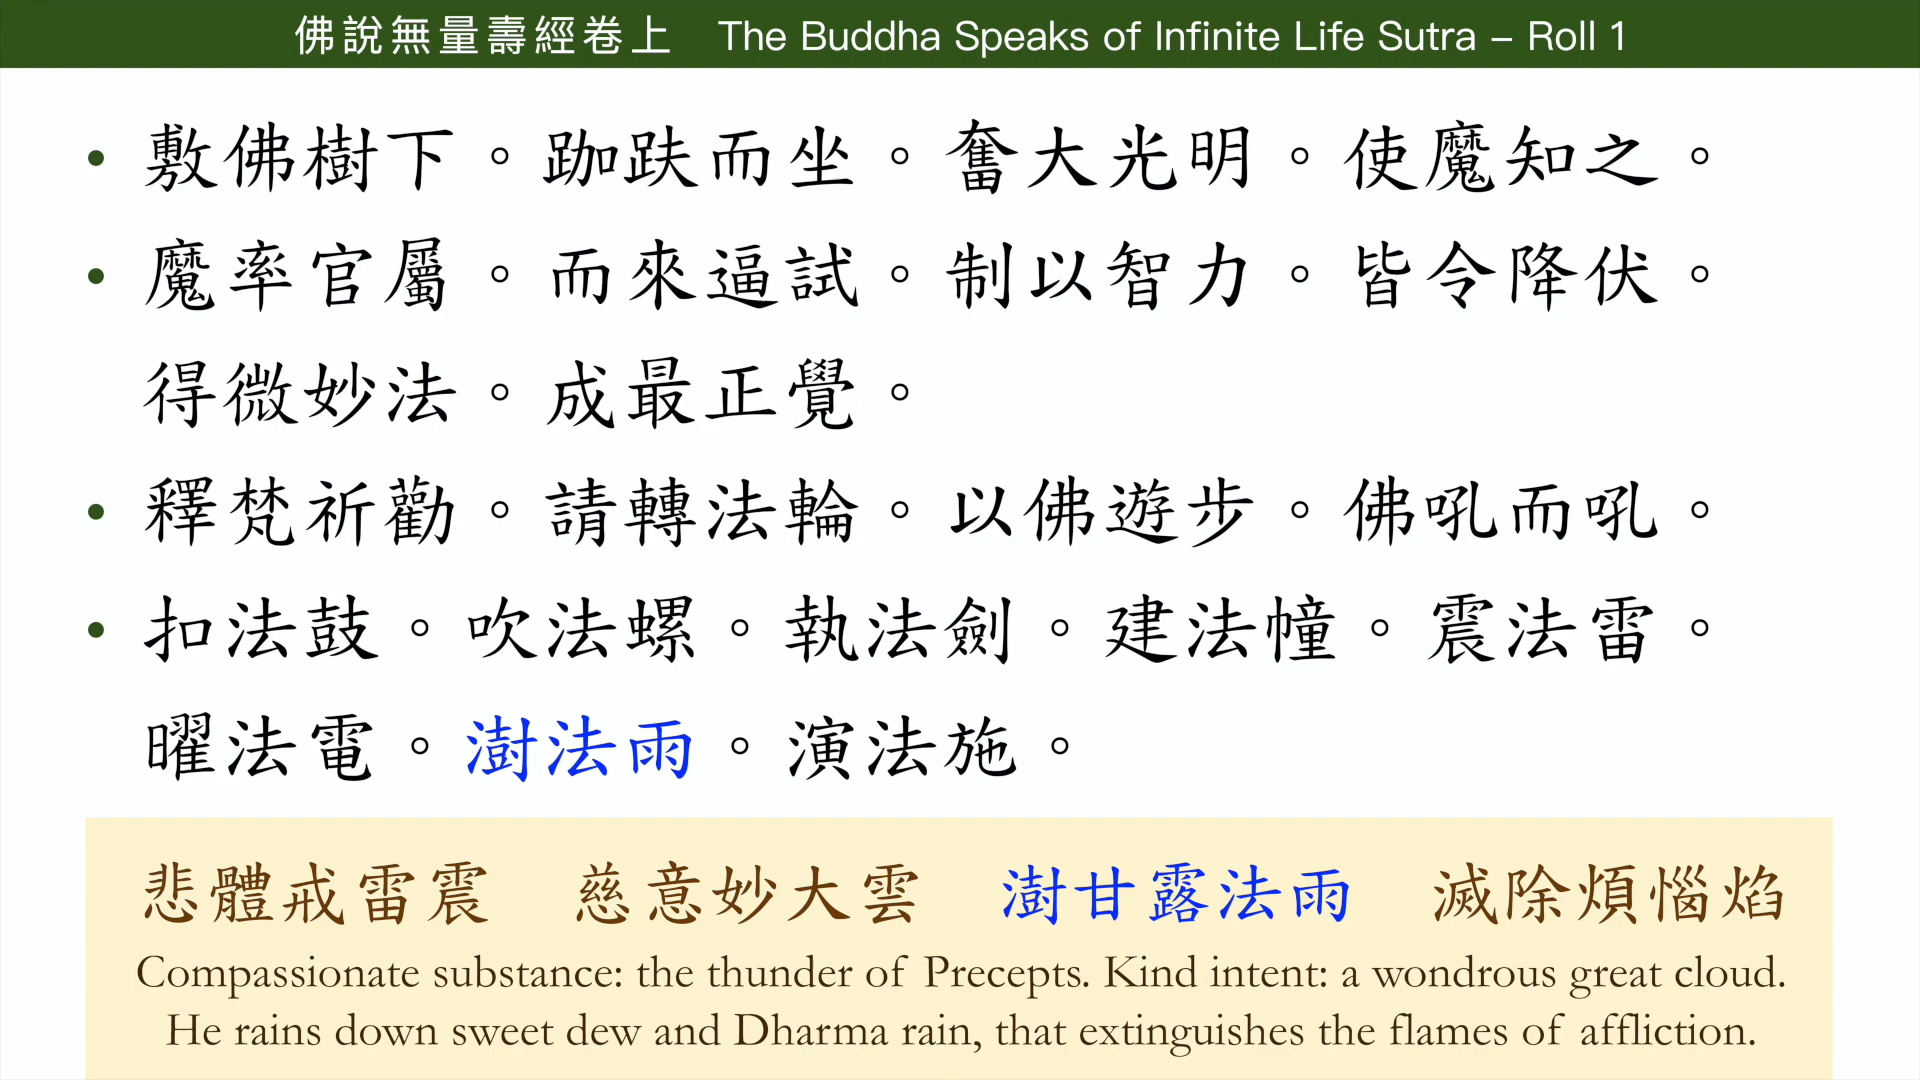 佛說無量壽經卷上 The Buddha Speaks of Infinite Life Sutra – Roll 1
• 敷佛樹下。跏趺而坐。奮大光明。使魔知之。
• 魔率官屬。而來逼試。制以智力。皆令降伏。
得微妙法。成最正覺。
• 釋梵祈勸。請轉法輪。以佛遊步。佛吼而吼。
• 扣法鼓。吹法螺。執法劍。建法幢。震法雷。
曜法電。澍法雨。演法施。
悲體戒雷震 慈意妙大雲 澍甘露法雨 滅除煩惱焰
Compassionate substance: the thunder of Precepts. Kind intent: a wondrous great cloud.
He rains down sweet dew and Dharma rain, that extinguishes the flames of affliction.